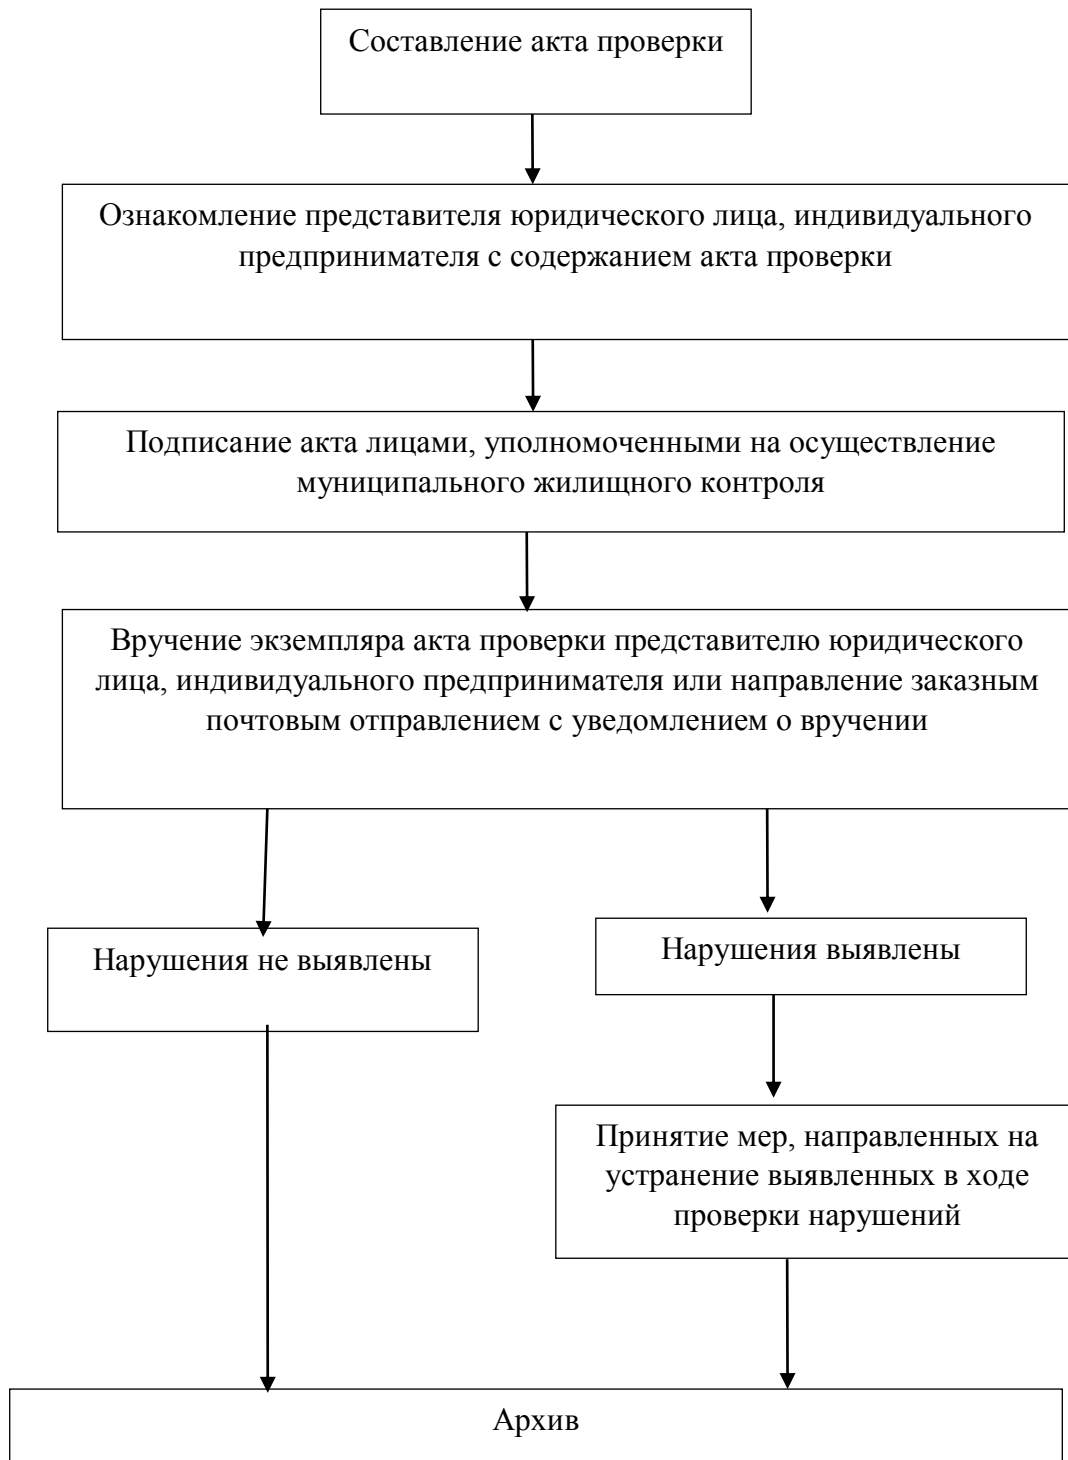 Составление акта проверки
Ознакомление представителя юридического лица, индивидуального
предпринимателя с содержанием акта проверки
Подписание акта лицами, уполномоченными на осуществление
муниципального жилищного контроля
Вручение экземпляра акта проверки представителю юридического
лица, индивидуального предпринимателя или направление заказным
почтовым отправлением с уведомлением о вручении
Нарушения не выявлены
Нарушения выявлены
Принятие мер, направленных на
устранение выявленных в ходе
проверки нарушений
Архив